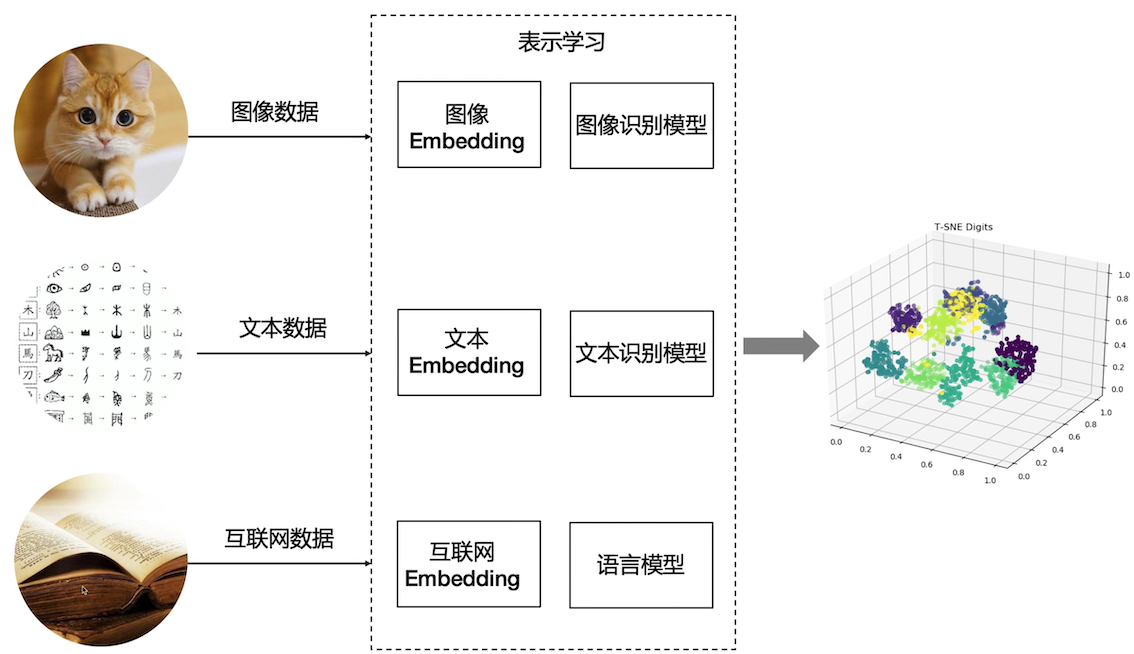 表示学习
图像数据
图像
Embedding
图像识别模型
木
木
山
山
馬
馬
刀
刀
文本数据
文本
Embedding
文本识别模型
互联网数据
互联网
Embedding
语言模型
T-SNE Digits
1.0
0.8
0.6
0.4
0.2
0.0
0.0
0.2
0.4
0.6
0.8
1.0
0.0
0.2
0.4
0.6
0.8
1.0